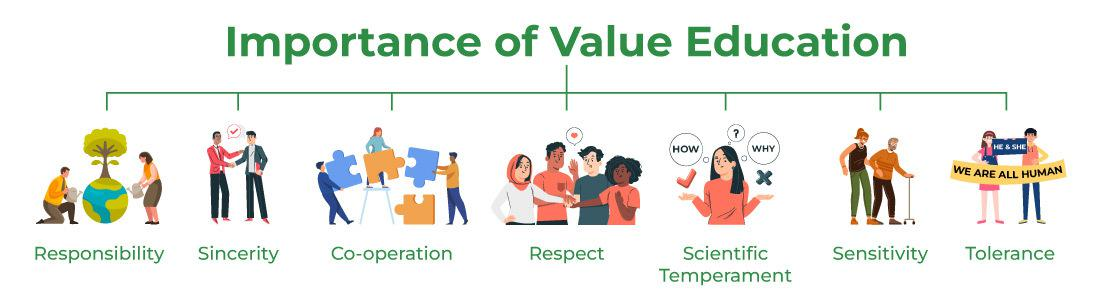 Importance of Value Education
HOW
?
WHY
HE & SHE
WE ARE ALL HUMAN
Responsibility
Sincerity
Co-operation
Respect
Scientific
Temperament
Sensitivity
Tolerance